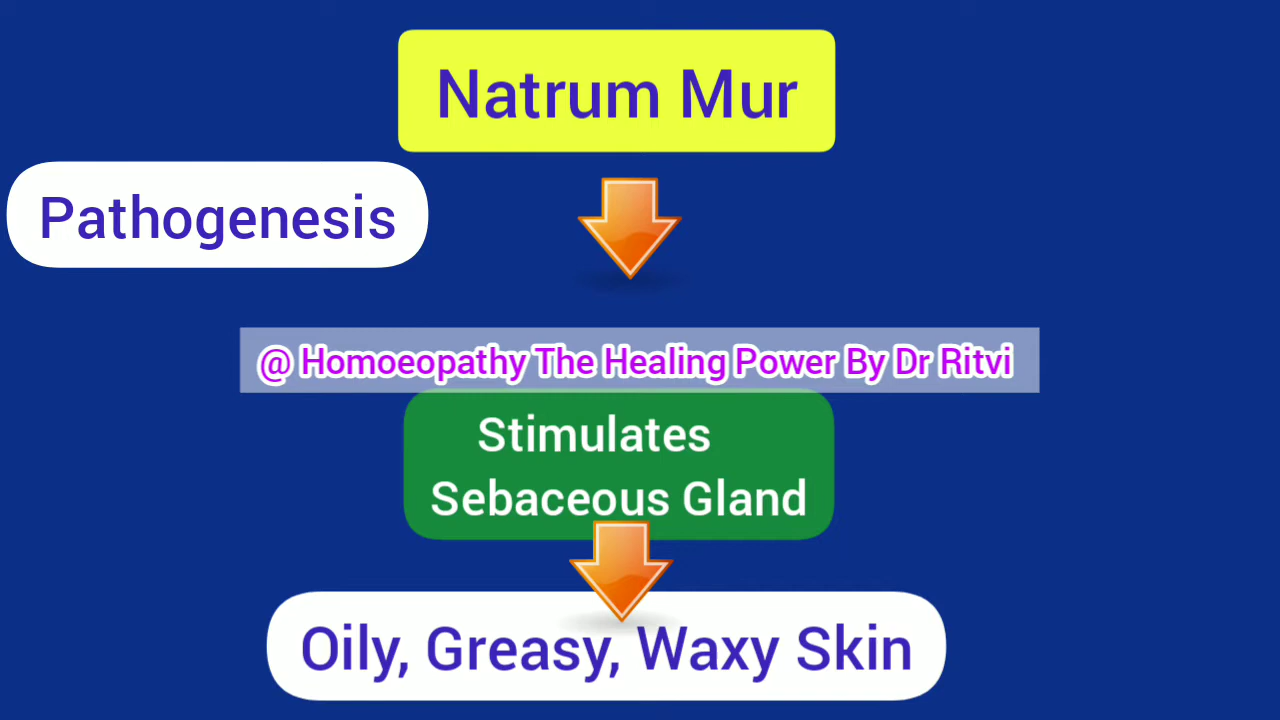 Natrum Mur
Pathogenesis
@ Homoeopathy The Healing Power By Dr Ritvi
Stimulates
Sebaceous Gland
Oily, Greasy, Waxy Skin